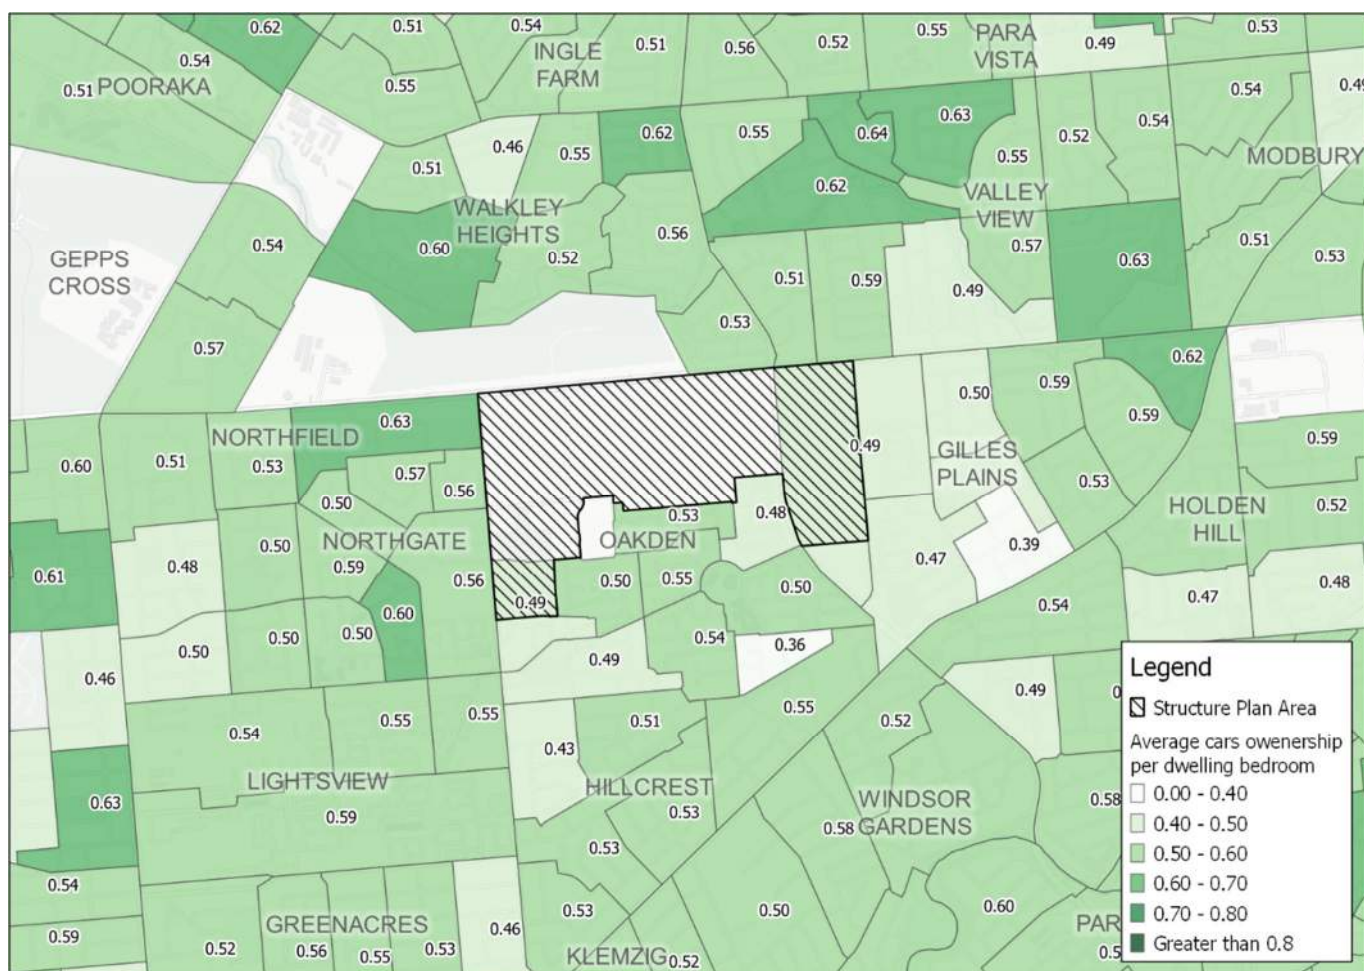 0.62
0.51
0.54
0.51
0.56
0.52
0.55
PARA
VISTA
0.49
0.53
0.54
0.51
POORAKA
0.55
INGLE
FARM
0.54
0.49
0.51
0.46
0.55
0.62
0.55
0.64
0.63
0.55
0.52
0.54
MODBURY
GEPPS
CROSS
0.54
WALKLEY
HEIGHTS
0.60
0.52
0.56
0.62
VALLEY
VIEW
0.57
0.51
0.53
0.51
0.59
0.49
0.63
0.57
0.53
0.62
0.50
0.59
0.59
0.63
NORTHFIELD
0.60
0.51
0.53
0.57
0.56
0.49
GILLES
PLAINS
0.53
0.59
0.52
HOLDEN
HILL
0.50
0.53
0.48
0.50
NORTHGATE
0.59
OAKDEN
0.47
0.39
0.48
0.61
0.56
0.50
0.55
0.50
0.48
0.47
0.60
0.49
0.54
0.50
0.50
0.50
0.54
0.36
0.46
0.49
0.49
0.54
0.55
0.55
0.43
0.51
0.55
0.52
LIGHTSVIEW
HILLCREST
WINDSOR
GARDENS
0.58
0.63
0.59
0.53
0.53
0.58
0.54
0.59
GREENACRES
0.52
0.56
0.55
0.53
0.46
0.53
KLEMZIG
0.52
0.50
0.60
PAR
0.5
Legend
Structure Plan Area
Average cars owenership
per dwelling bedroom
0.00 - 0.40
0.40 - 0.50
0.50 - 0.60
0.60 - 0.70
0.70 - 0.80
Greater than 0.8